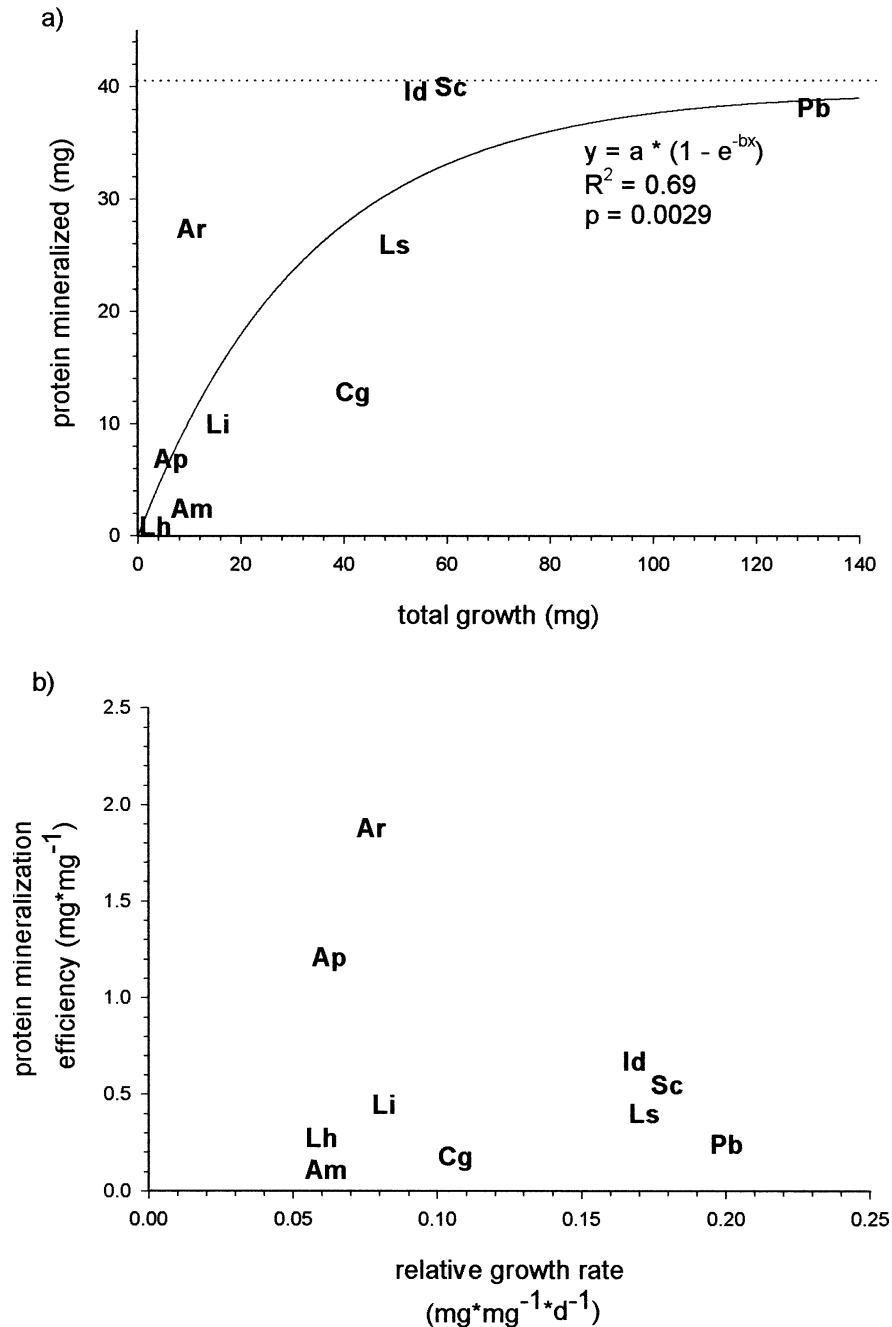 a)
40
30
20
10
0
protein mineralized (mg)
Id Sc
Pb
y = a * (1 - e^-bx)
R² = 0.69
p = 0.0029
Ar
Ls
Cg
Li
Ap
Am
Lh
0 20 40 60 80 100 120 140
total growth (mg)
b)
2.5
2.0
1.5
1.0
0.5
0.0
protein mineralization
efficiency (mg*mg⁻¹)
Ar
Ap
Id
Sc
Li
Ls
Lh
Pb
Cg
Am
0.00 0.05 0.10 0.15 0.20 0.25
relative growth rate
(mg*mg⁻¹*d⁻¹)